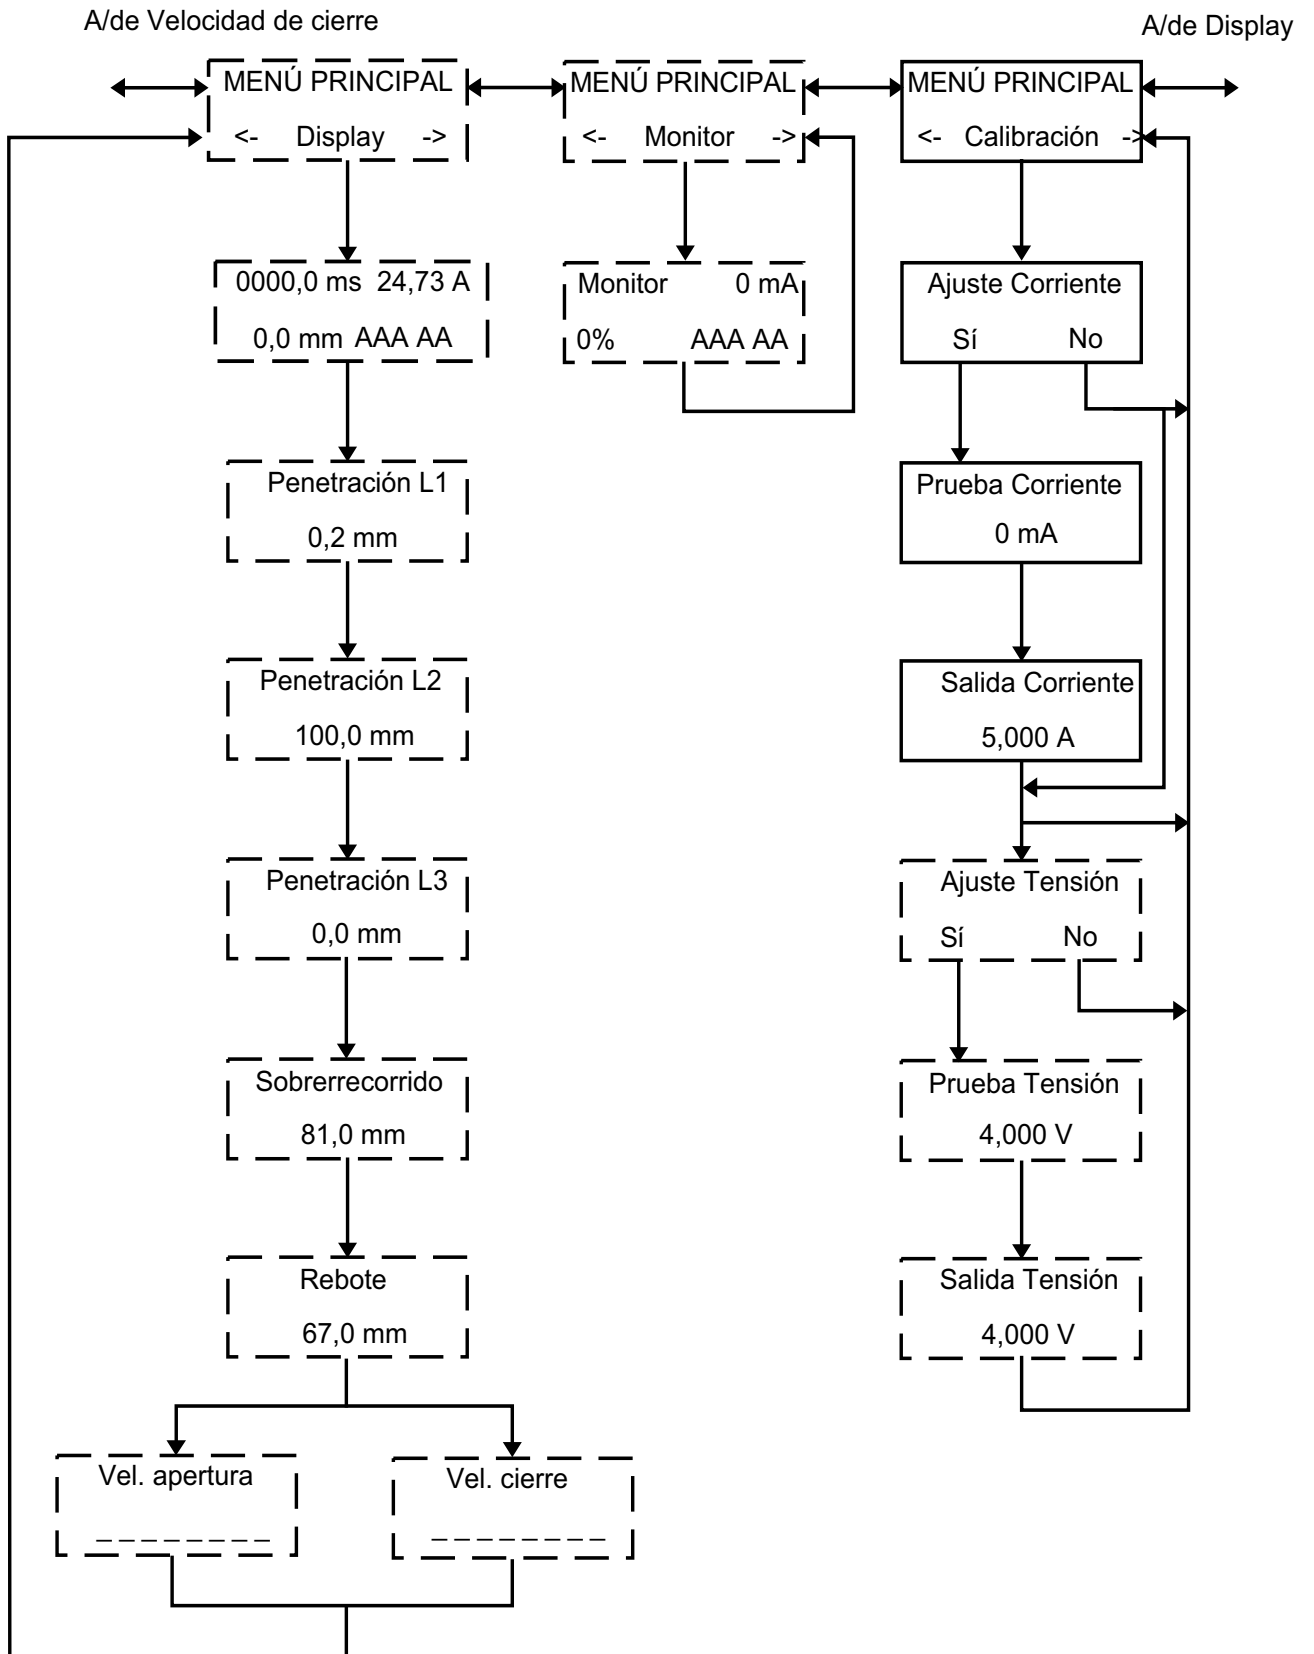 A/de Velocidad de cierre
A/de Display
MENÚ PRINCIPAL
<- Display ->
0000,0 ms 24,73 A
0,0 mm AAA AA
Penetración L1
0,2 mm
Penetración L2
100,0 mm
Penetración L3
0,0 mm
Sobrerrecorrido
81,0 mm
Rebote
67,0 mm
Vel. apertura
_ _ _ _ _ _ _ _
Vel. cierre
_ _ _ _ _ _ _ _
MENÚ PRINCIPAL
<- Monitor ->
Monitor 0 mA
0% AAA AA
MENÚ PRINCIPAL
<- Calibración ->
Ajuste Corriente
Sí No
Prueba Corriente
0 mA
Salida Corriente
5,000 A
Ajuste Tensión
Sí No
Prueba Tensión
4,000 V
Salida Tensión
4,000 V